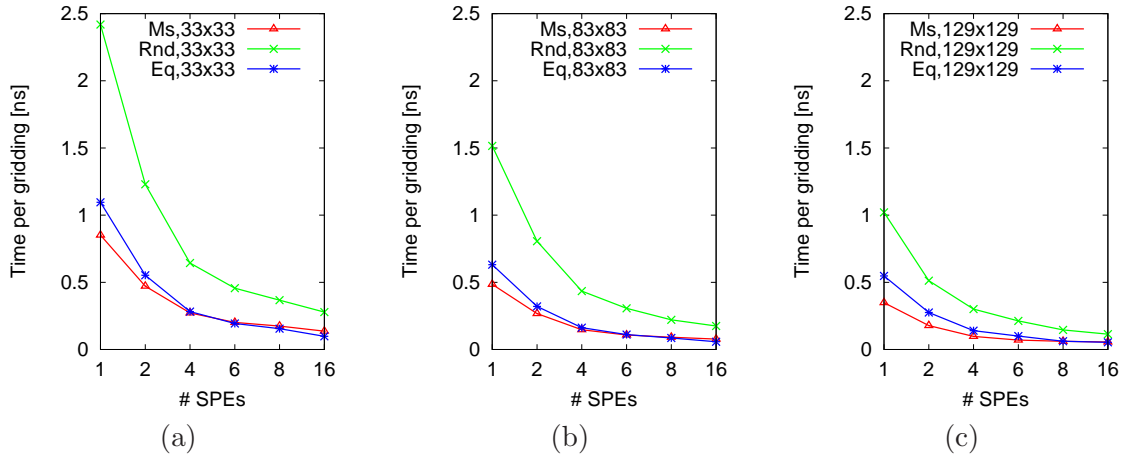 2.5
2
1.5
1
0.5
0
Time per gridding [ns]
Ms,33x33
Rnd,33x33
Eq,33x33
1 2 4 6 8 16
# SPEs
(a)
2.5
2
1.5
1
0.5
0
Time per gridding [ns]
Ms,83x83
Rnd,83x83
Eq,83x83
1 2 4 6 8 16
# SPEs
(b)
2.5
2
1.5
1
0.5
0
Time per gridding [ns]
Ms,129x129
Rnd,129x129
Eq,129x129
1 2 4 6 8 16
# SPEs
(c)